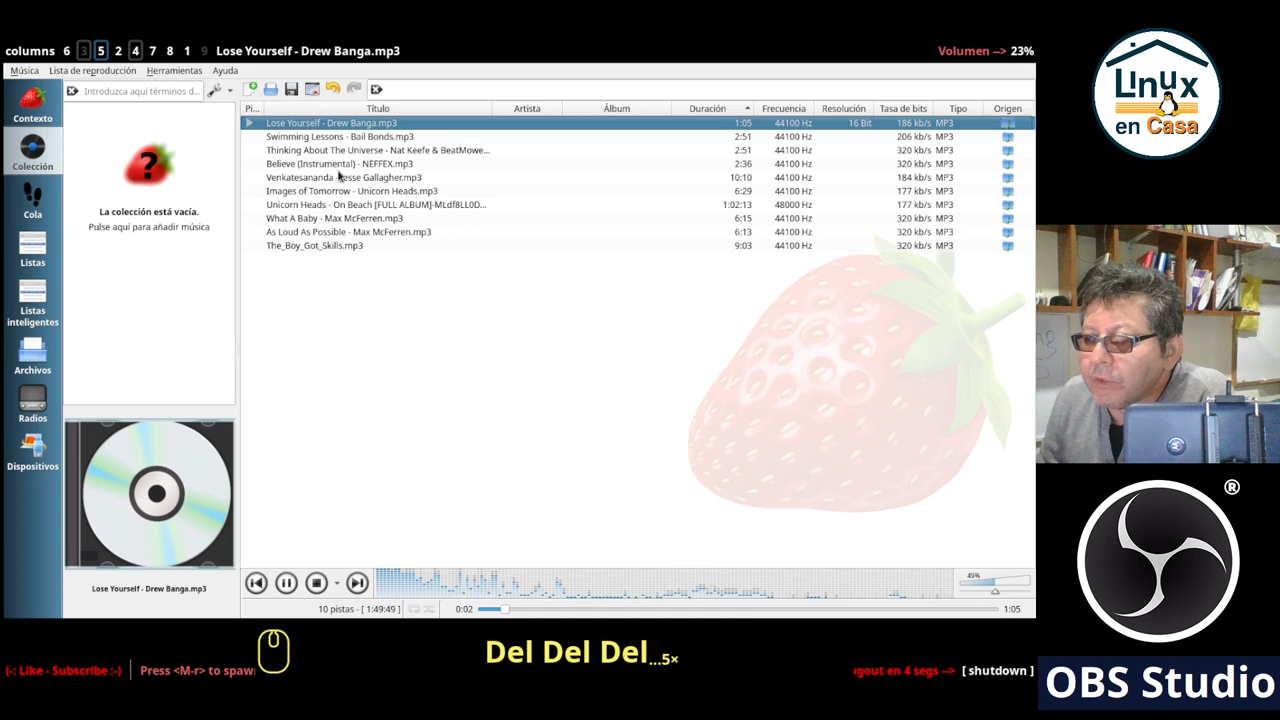 columns 6 3 5 2 4 7 8 1 9 Lose Yourself - Drew Banga.mp3
Volumen --> 23%
Música Lista de reproducción Herramientas Ayuda
Introduzca aquí términos d...
Pi... Título Artista Álbum Duración Frecuencia Resolución Tasa de bits Tipo Origen
Lose Yourself - Drew Banga.mp3 1:05 44100 Hz 16 Bit 186 kb/s MP3
Swimming Lessons - Bail Bonds.mp3 2:51 44100 Hz 206 kb/s MP3
Thinking About The Universe - Nat Keefe & BeatMowe... 2:51 44100 Hz 320 kb/s MP3
Believe (Instrumental) - NEFFEX.mp3 2:36 44100 Hz 320 kb/s MP3
Venkatesananda - Jesse Gallagher.mp3 10:10 44100 Hz 184 kb/s MP3
Images of Tomorrow - Unicorn Heads.mp3 6:29 44100 Hz 177 kb/s MP3
Unicorn Heads - On Beach [FULL ALBUM]-MLdf8LL0D... 1:02:13 48000 Hz 177 kb/s MP3
What A Baby - Max McFerren.mp3 6:15 44100 Hz 320 kb/s MP3
As Loud As Possible - Max McFerren.mp3 6:13 44100 Hz 320 kb/s MP3
The_Boy_Got_Skills.mp3 9:03 44100 Hz 320 kb/s MP3
Contexto
Colección
Cola
Listas
Listas
inteligentes
Archivos
Radios
Dispositivos
?
La colección está vacía.
Pulse aquí para añadir música
Lose Yourself - Drew Banga.mp3
49%
10 pistas - [ 1:49:49 ]
0:02
1:05
Del Del Del...5×
(-: Like - Subscribe :-)
Press <M-r> to spaw
ogout en 4 segs -->
[ shutdown ]
Linux
en Casa
®
OBS Studio